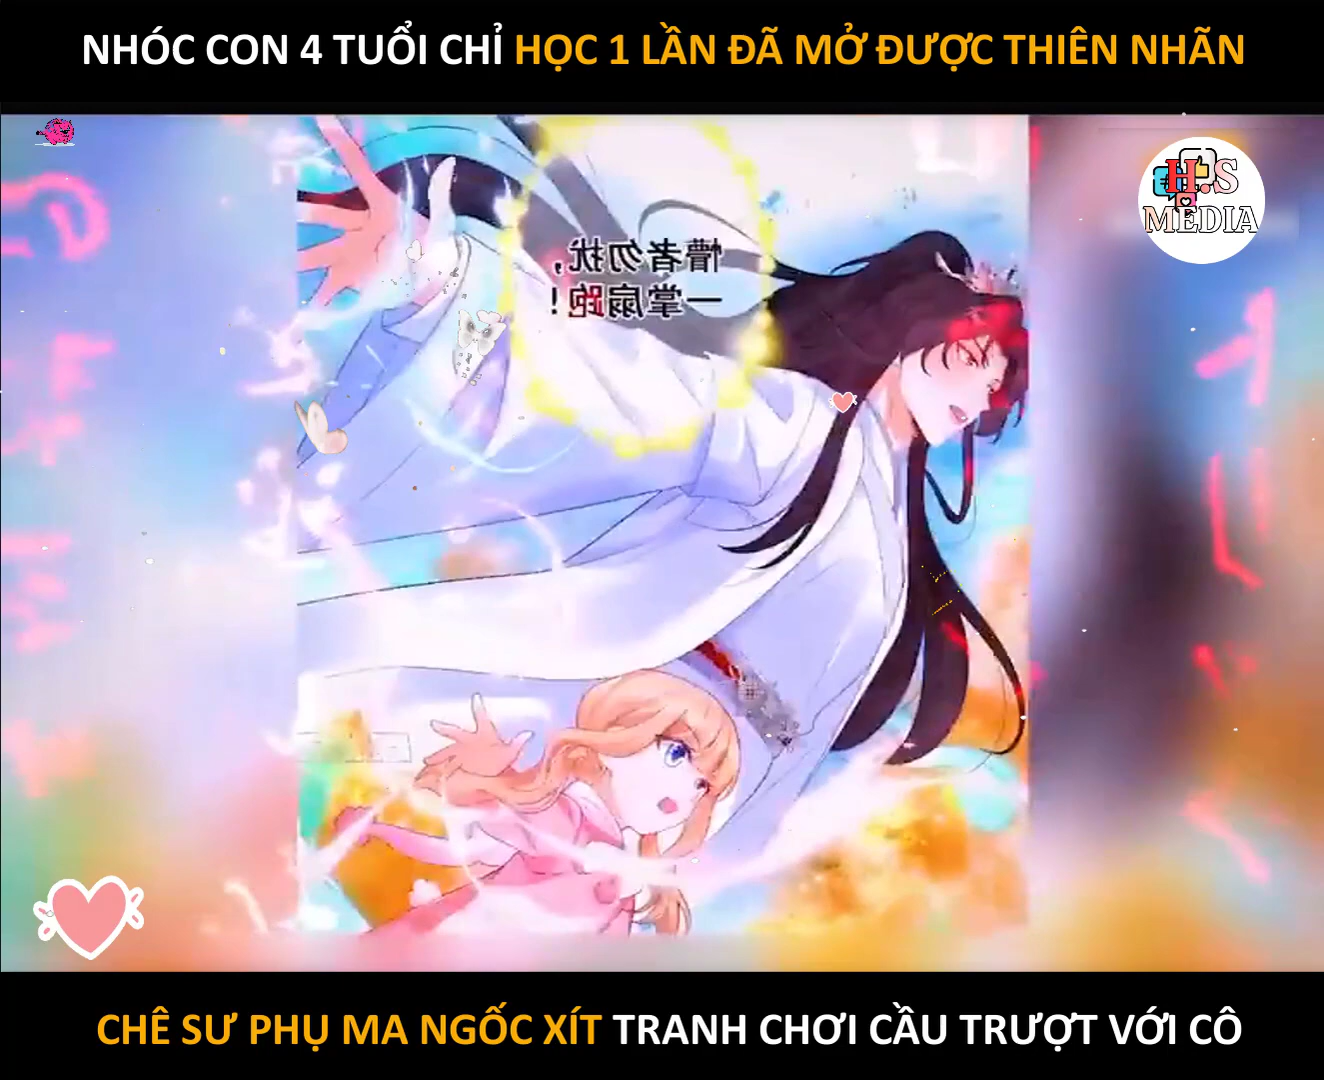 NHÓC CON 4 TUỔI CHỈ HỌC 1 LẦN ĐÃ MỞ ĐƯỢC THIÊN NHÃN
H.S
MEDIA
懵者勿扰，
一掌扇跑！
CHÊ SƯ PHỤ MA NGỐC XÍT TRANH CHƠI CẦU TRƯỢT VỚI CÔ